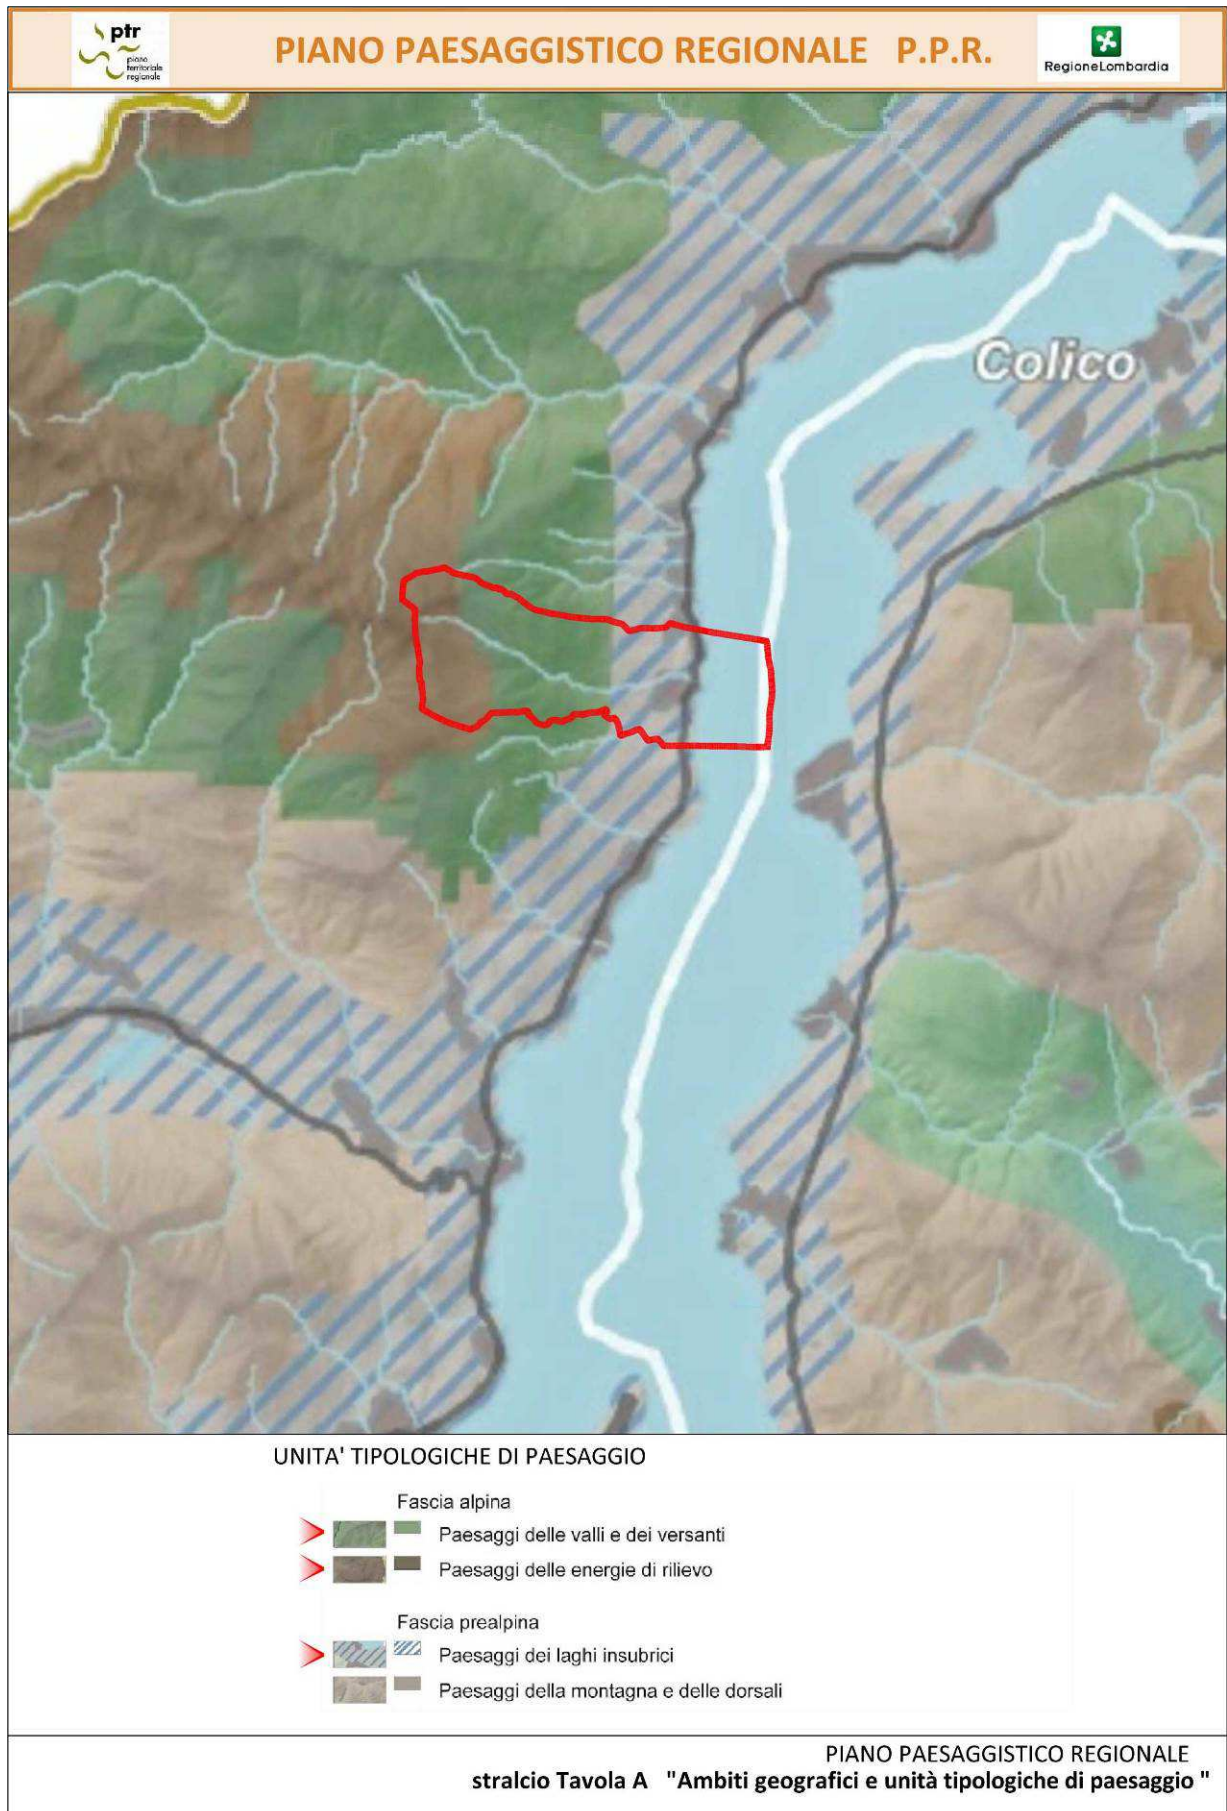 ptr
piano
territoriale
regionale
PIANO PAESAGGISTICO REGIONALE P.P.R.
RegioneLombardia
Colico
UNITA' TIPOLOGICHE DI PAESAGGIO
Fascia alpina
Paesaggi delle valli e dei versanti
Paesaggi delle energie di rilievo
Fascia prealpina
Paesaggi dei laghi insubrici
Paesaggi della montagna e delle dorsali
PIANO PAESAGGISTICO REGIONALE
stralcio Tavola A "Ambiti geografici e unità tipologiche di paesaggio "